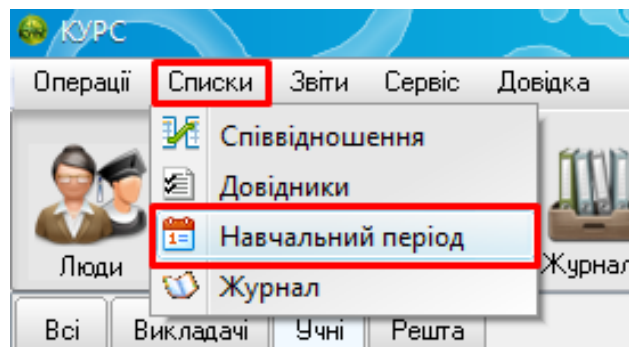 КУРС
Операції Списки Звіти Сервіс Довідка
Співвідношення
Довідники
Навчальний період
Люди
Журнал
Журнал
Всі Викладачі Учні Решта